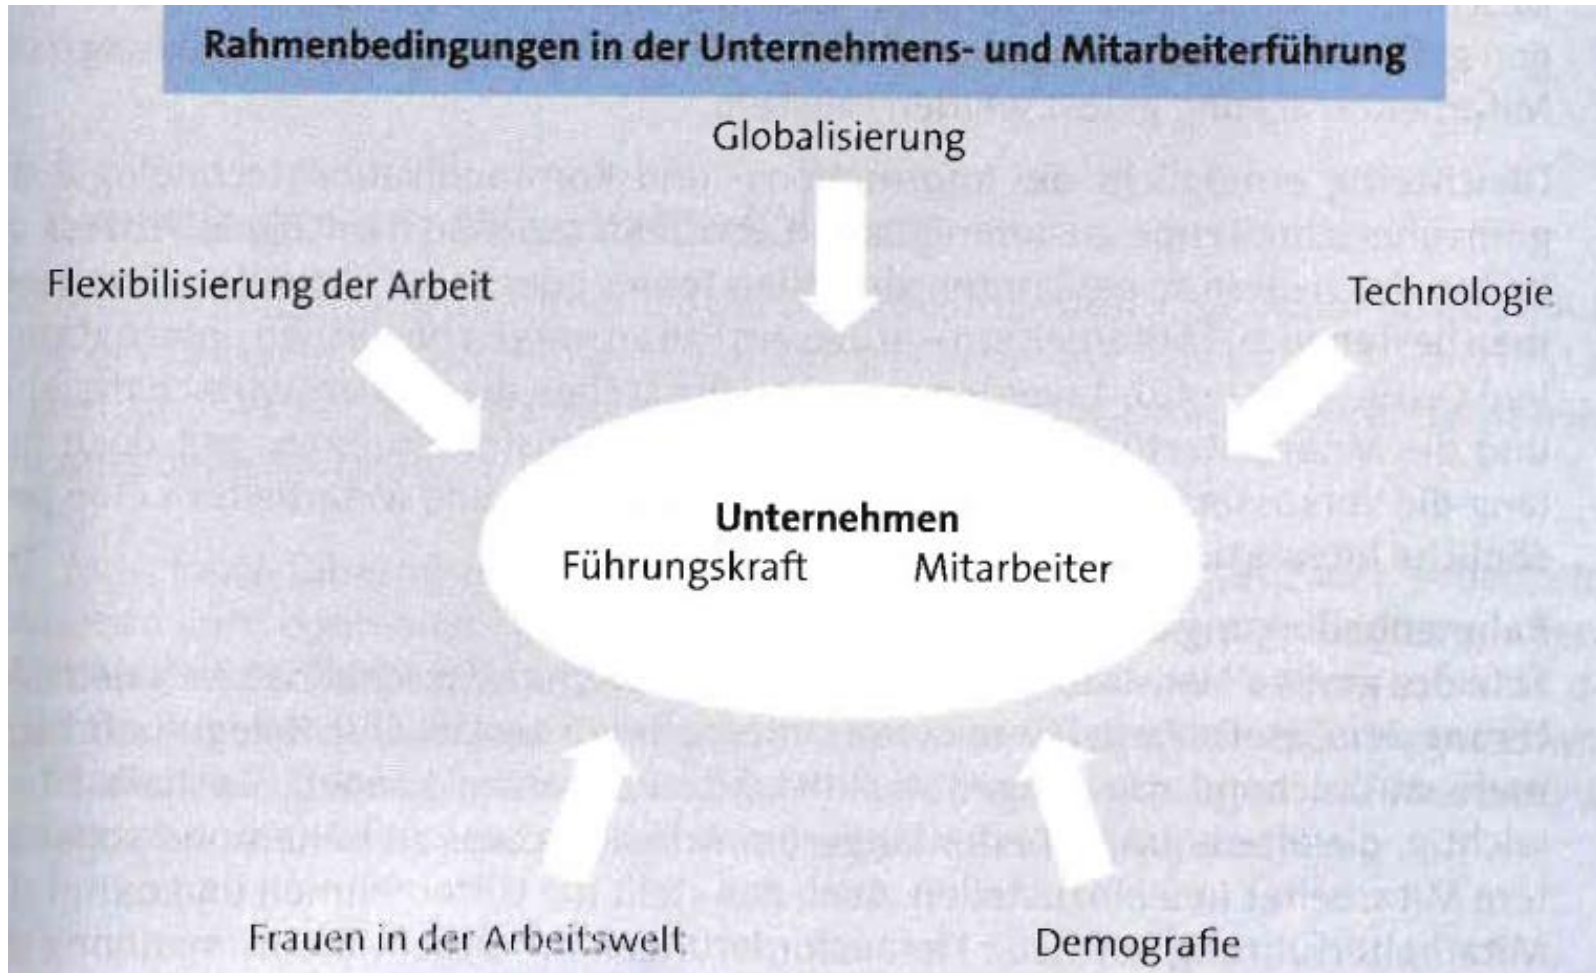 Rahmenbedingungen in der Unternehmens- und Mitarbeiterführung
Globalisierung
Flexibilisierung der Arbeit
Technologie
Unternehmen
Führungskraft Mitarbeiter
Frauen in der Arbeitswelt
Demografie